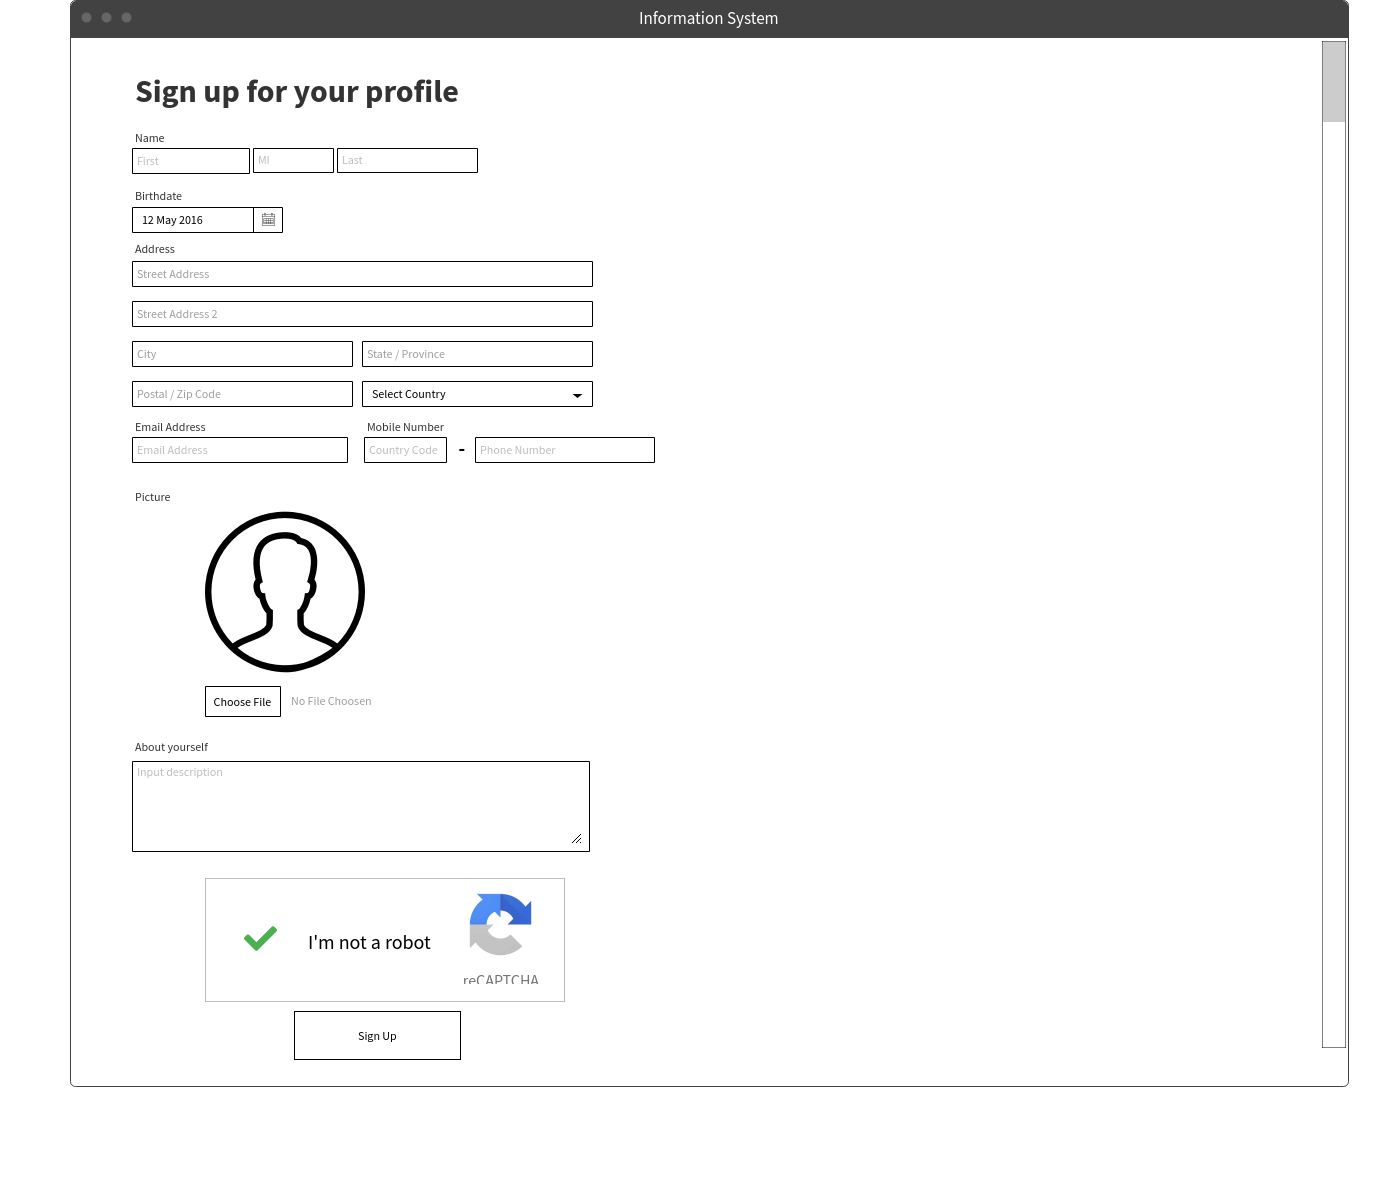 Information System
Sign up for your profile
Name
First MI Last
Birthdate
12 May 2016
Address
Street Address
Street Address 2
City State / Province
Postal / Zip Code Select Country
Email Address Mobile Number
Email Address Country Code - Phone Number
Picture
Choose File No File Choosen
About yourself
Input description
I'm not a robot
reCAPTCHA
Sign Up